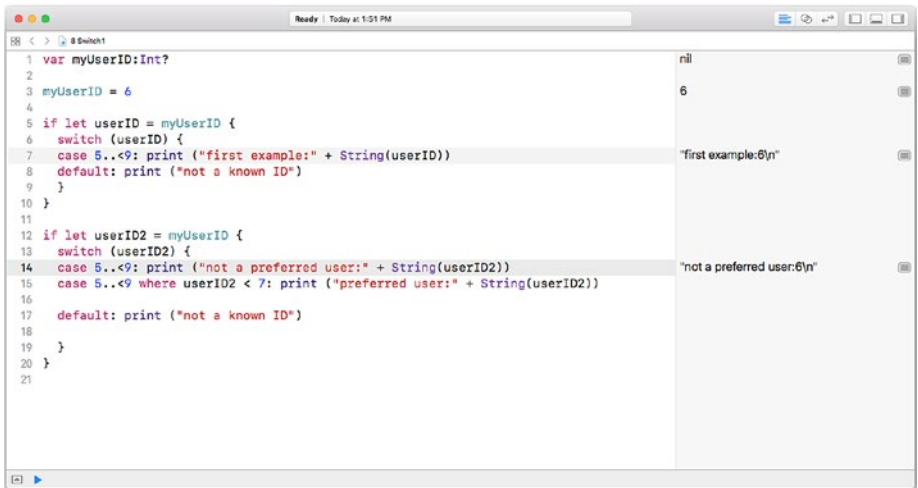 Ready | Today at 1:51 PM
8 Switch1
1 var myUserID:Int? nil
2
3 myUserID = 6 6
4
5 if let userID = myUserID {
6 switch (userID) {
7 case 5..<9: print ("first example:" + String(userID)) "first example:6\n"
8 default: print ("not a known ID")
9 }
10 }
11
12 if let userID2 = myUserID {
13 switch (userID2) {
14 case 5..<9: print ("not a preferred user:" + String(userID2)) "not a preferred user:6\n"
15 case 5..<9 where userID2 < 7: print ("preferred user:" + String(userID2))
16
17 default: print ("not a known ID")
18
19 }
20 }
21